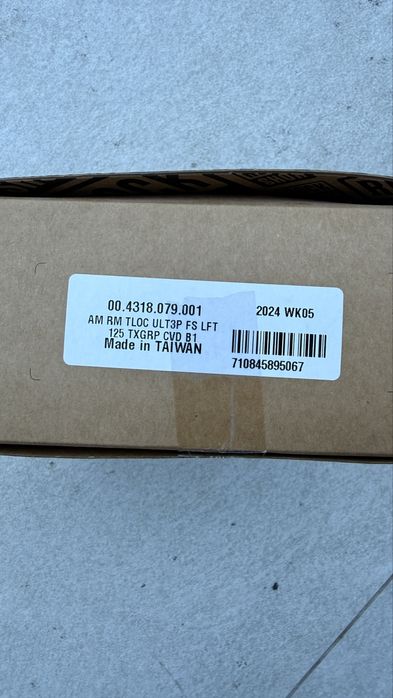 00.4318.079.001
AM RM TLOC ULT3P FS LFT
125 TXGRP CVD B1
Made in TAIWAN
2024 WK05
710845895067